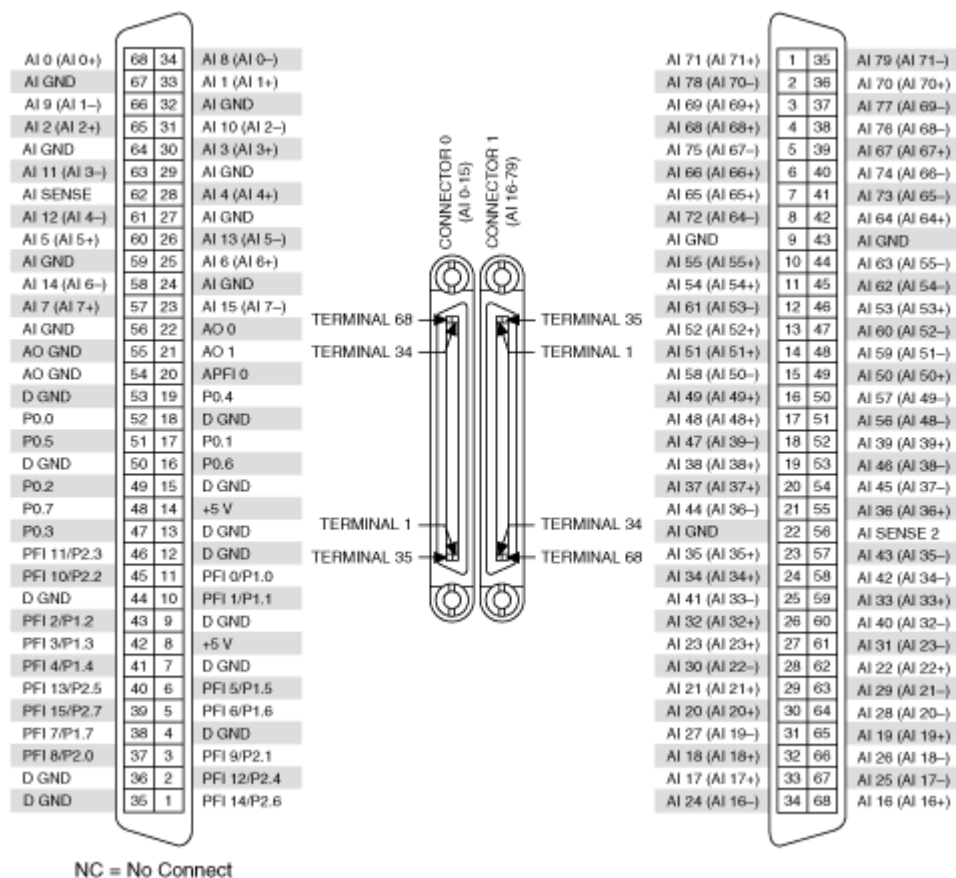 AI 0 (AI 0+) 68 34 AI 8 (AI 0–)
AI GND 67 33 AI 1 (AI 1+)
AI 9 (AI 1–) 66 32 AI GND
AI 2 (AI 2+) 65 31 AI 10 (AI 2–)
AI GND 64 30 AI 3 (AI 3+)
AI 11 (AI 3–) 63 29 AI GND
AI SENSE 62 28 AI 4 (AI 4+)
AI 12 (AI 4–) 61 27 AI GND
AI 5 (AI 5+) 60 26 AI 13 (AI 5–)
AI GND 59 25 AI 6 (AI 6+)
AI 14 (AI 6–) 58 24 AI GND
AI 7 (AI 7+) 57 23 AI 15 (AI 7–)
AI GND 56 22 AO 0
AO GND 55 21 AO 1
AO GND 54 20 APFI 0
D GND 53 19 P0.4
P0.0 52 18 D GND
P0.5 51 17 P0.1
D GND 50 16 P0.6
P0.2 49 15 D GND
P0.7 48 14 +5 V
P0.3 47 13 D GND
PFI 11/P2.3 46 12 D GND
PFI 10/P2.2 45 11 PFI 0/P1.0
D GND 44 10 PFI 1/P1.1
PFI 2/P1.2 43 9 D GND
PFI 3/P1.3 42 8 +5 V
PFI 4/P1.4 41 7 D GND
PFI 13/P2.5 40 6 PFI 5/P1.5
PFI 15/P2.7 39 5 PFI 6/P1.6
PFI 7/P1.7 38 4 D GND
PFI 8/P2.0 37 3 PFI 9/P2.1
D GND 36 2 PFI 12/P2.4
D GND 35 1 PFI 14/P2.6
NC = No Connect
CONNECTOR 0
(AI 0-15)
CONNECTOR 1
(AI 16-79)
TERMINAL 68
TERMINAL 34
TERMINAL 35
TERMINAL 1
TERMINAL 1
TERMINAL 35
TERMINAL 34
TERMINAL 68
AI 71 (AI 71+) 1 35 AI 79 (AI 71–)
AI 78 (AI 70–) 2 36 AI 70 (AI 70+)
AI 69 (AI 69+) 3 37 AI 77 (AI 69–)
AI 68 (AI 68+) 4 38 AI 76 (AI 68–)
AI 75 (AI 67–) 5 39 AI 67 (AI 67+)
AI 66 (AI 66+) 6 40 AI 74 (AI 66–)
AI 65 (AI 65+) 7 41 AI 73 (AI 65–)
AI 72 (AI 64–) 8 42 AI 64 (AI 64+)
AI GND 9 43 AI GND
AI 55 (AI 55+) 10 44 AI 63 (AI 55–)
AI 54 (AI 54+) 11 45 AI 62 (AI 54–)
AI 61 (AI 53–) 12 46 AI 53 (AI 53+)
AI 52 (AI 52+) 13 47 AI 60 (AI 52–)
AI 51 (AI 51+) 14 48 AI 59 (AI 51–)
AI 58 (AI 50–) 15 49 AI 50 (AI 50+)
AI 49 (AI 49+) 16 50 AI 57 (AI 49–)
AI 48 (AI 48+) 17 51 AI 56 (AI 48–)
AI 47 (AI 39–) 18 52 AI 39 (AI 39+)
AI 38 (AI 38+) 19 53 AI 46 (AI 38–)
AI 37 (AI 37+) 20 54 AI 45 (AI 37–)
AI 44 (AI 36–) 21 55 AI 36 (AI 36+)
AI GND 22 56 AI SENSE 2
AI 35 (AI 35+) 23 57 AI 43 (AI 35–)
AI 34 (AI 34+) 24 58 AI 42 (AI 34–)
AI 41 (AI 33–) 25 59 AI 33 (AI 33+)
AI 32 (AI 32+) 26 60 AI 40 (AI 32–)
AI 23 (AI 23+) 27 61 AI 31 (AI 23–)
AI 30 (AI 22–) 28 62 AI 22 (AI 22+)
AI 21 (AI 21+) 29 63 AI 29 (AI 21–)
AI 20 (AI 20+) 30 64 AI 28 (AI 20–)
AI 27 (AI 19–) 31 65 AI 19 (AI 19+)
AI 18 (AI 18+) 32 66 AI 26 (AI 18–)
AI 17 (AI 17+) 33 67 AI 25 (AI 17–)
AI 24 (AI 16–) 34 68 AI 16 (AI 16+)